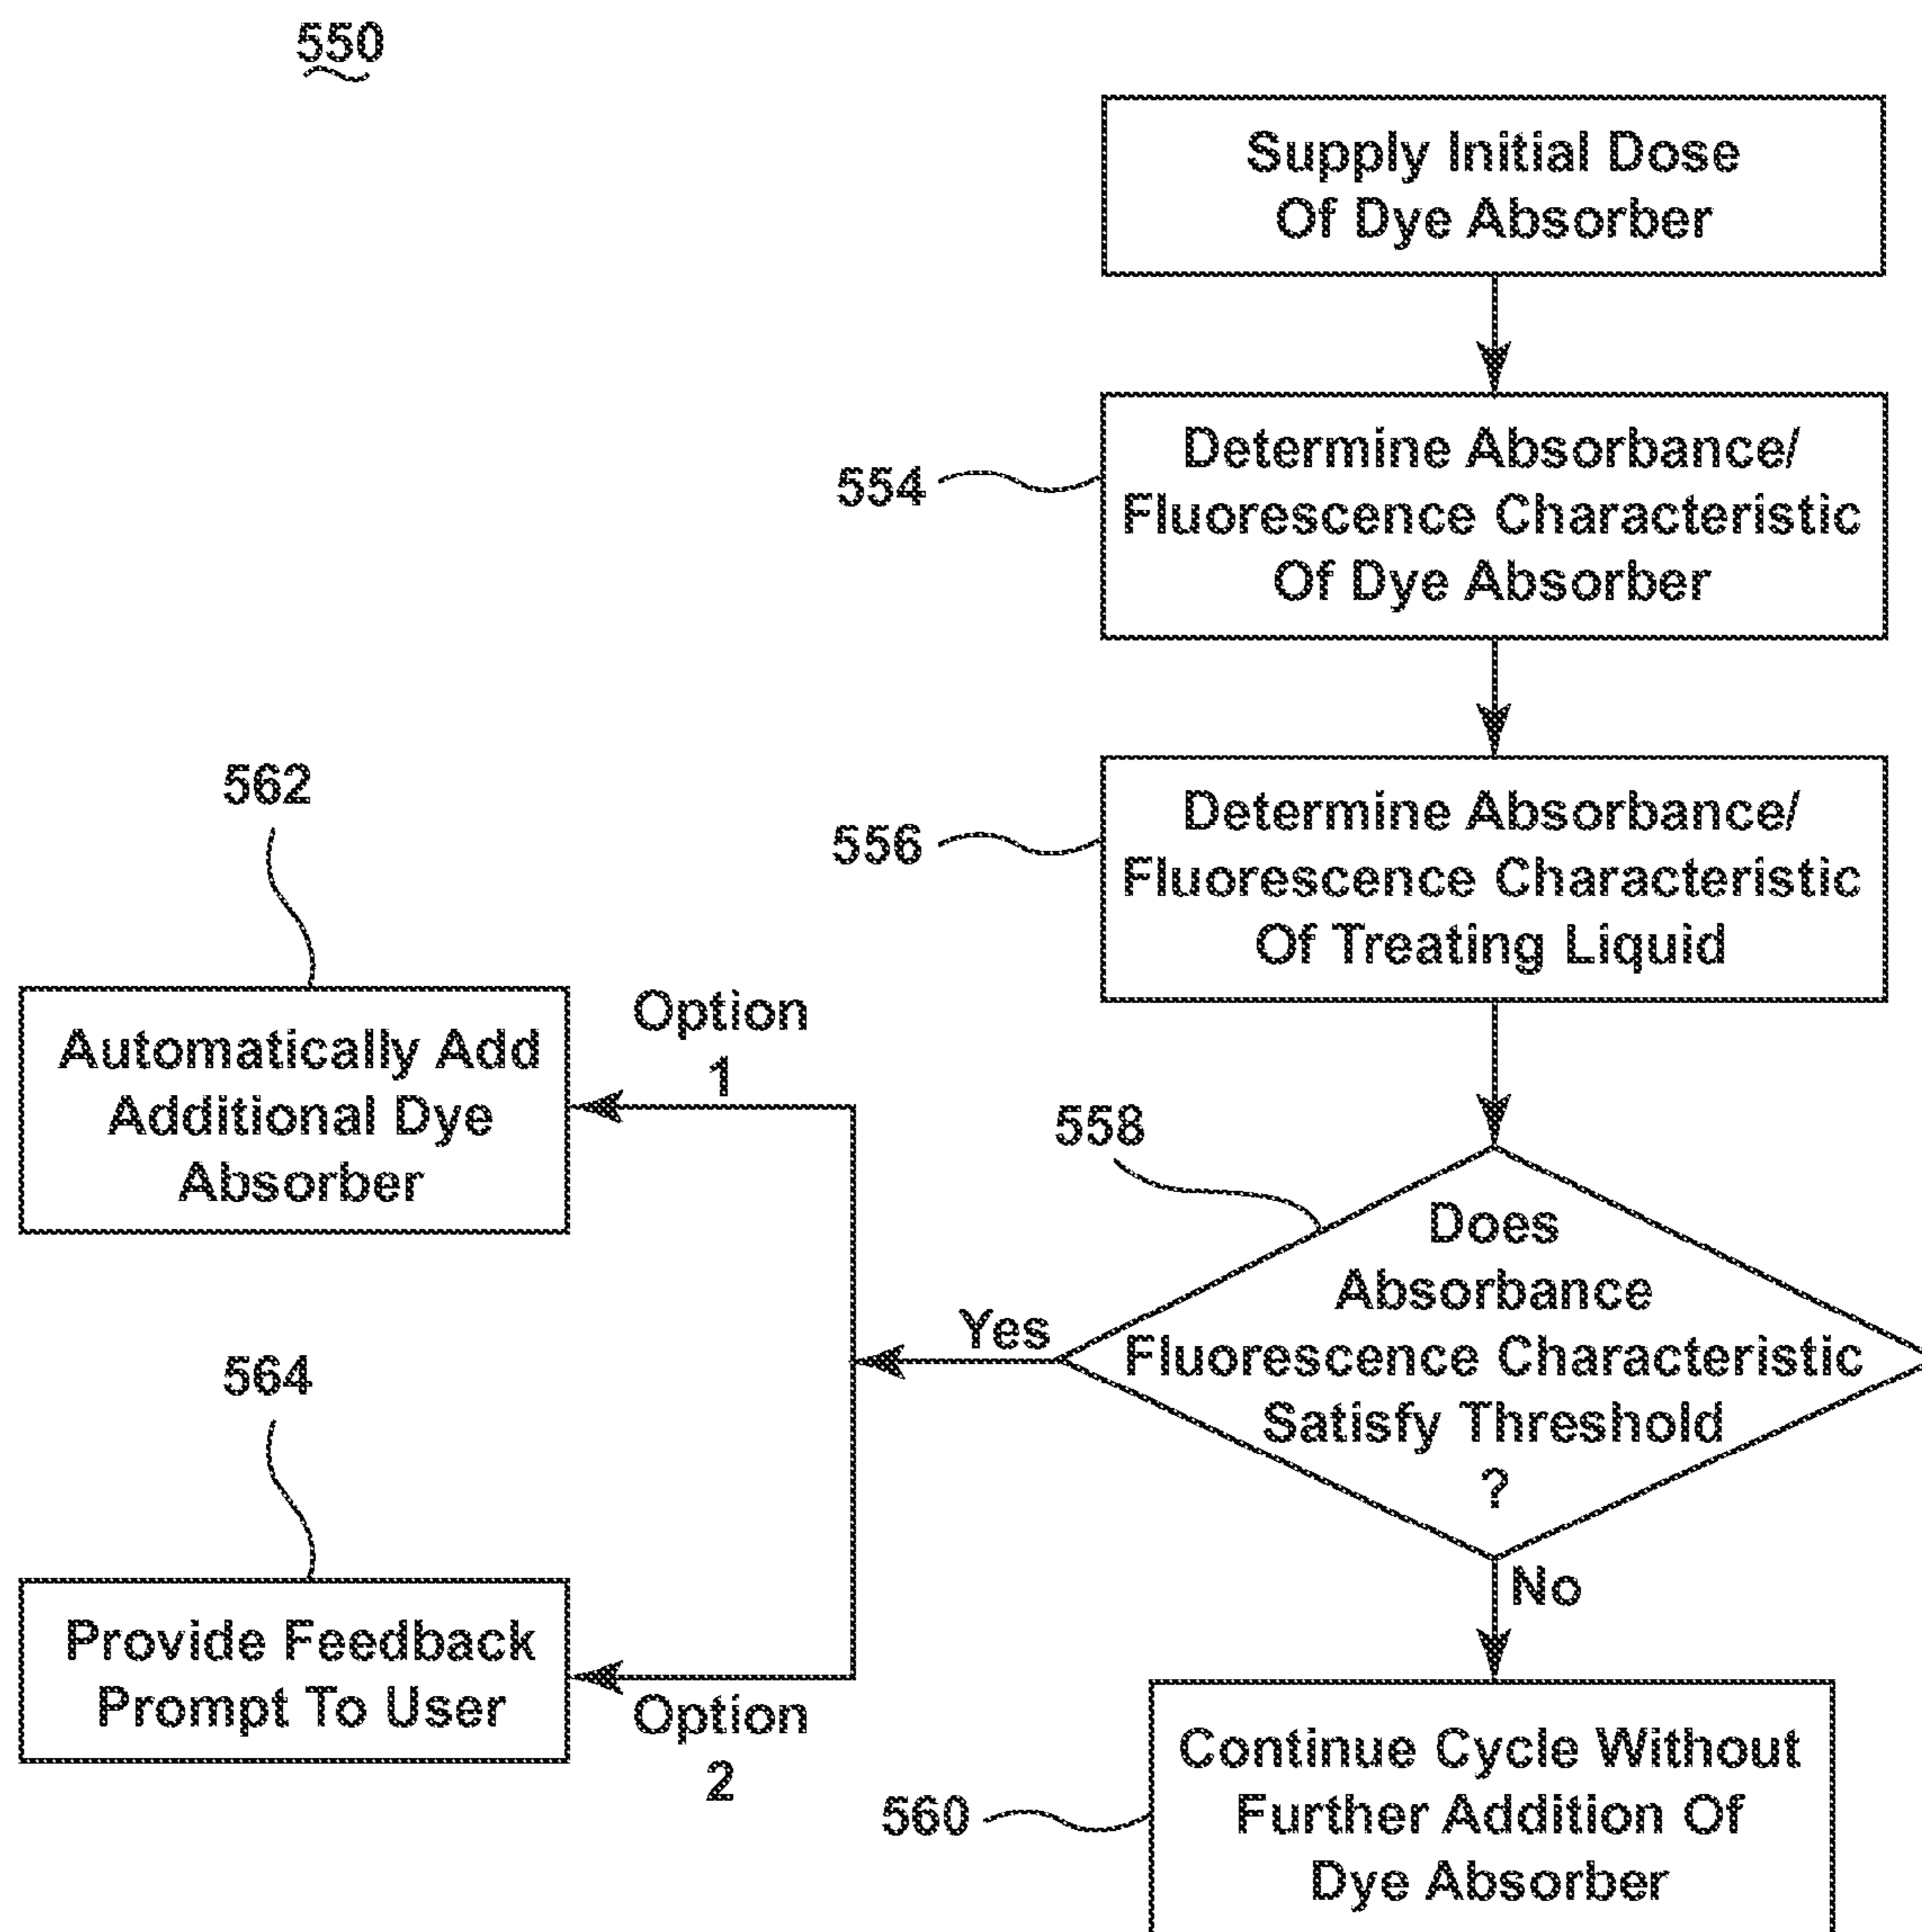 550
Supply Initial Dose
Of Dye Absorber
554
Determine Absorbance/
Fluorescence Characteristic
Of Dye Absorber
556
Determine Absorbance/
Fluorescence Characteristic
Of Treating Liquid
558
Does
Absorbance
Fluorescence Characteristic
Satisfy Threshold
?
Yes
No
Option
1
562
Automatically Add
Additional Dye
Absorber
564
Provide Feedback
Prompt To User
Option
2
560
Continue Cycle Without
Further Addition Of
Dye Absorber